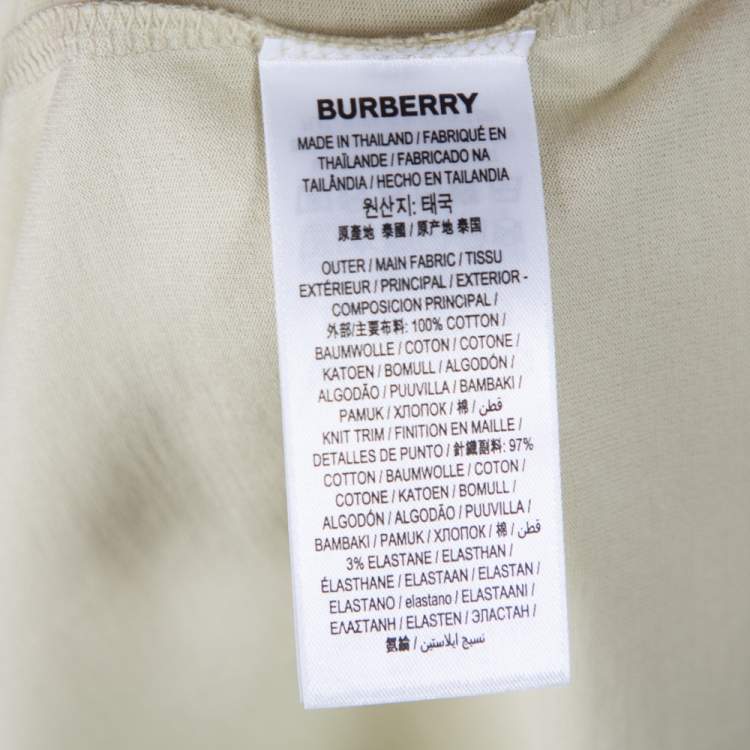 BURBERRY
MADE IN THAILAND / FABRIQUÉ EN
THAÏLANDE / FABRICADO NA
TAILÂNDIA / HECHO EN TAILANDIA
원산지: 태국
原產地 泰國 / 原产地 泰国
OUTER / MAIN FABRIC / TISSU
EXTÉRIEUR / PRINCIPAL / EXTERIOR -
COMPOSICION PRINCIPAL /
外部/主要布料: 100% COTTON /
BAUMWOLLE / COTON / COTONE /
KATOEN / BOMULL / ALGODÓN /
ALGODÃO / PUUVILLA / BAMBAKI /
PAMUK / ХЛОПОК / 棉 / قطن
KNIT TRIM / FINITION EN MAILLE /
DETALLES DE PUNTO / 針織副料: 97%
COTTON / BAUMWOLLE / COTON /
COTONE / KATOEN / BOMULL /
ALGODÓN / ALGODÃO / PUUVILLA /
BAMBAKI / PAMUK / ХЛОПОК / 棉 / قطن
3% ELASTANE / ELASTHAN /
ÉLASTHANE / ELASTAAN / ELASTAN /
ELASTANO / elastano / ELASTAANI /
ΕΛΑΣΤΑΝΗ / ELASTEN / ЭПАСТАН /
氨綸 / نسيج ايلاستين